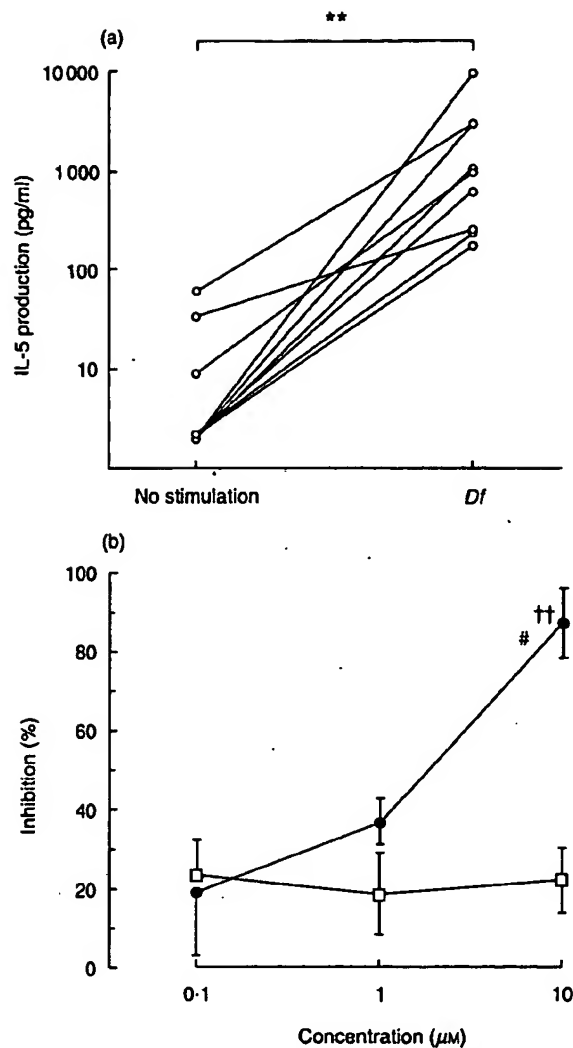 (a)
**
10 000
1 000
100
10
IL-5 production (pg/ml)
No stimulation
Df
(b)
100
80
60
40
20
0
Inhibition (%)
††
#
0·1
1
10
Concentration (μM)